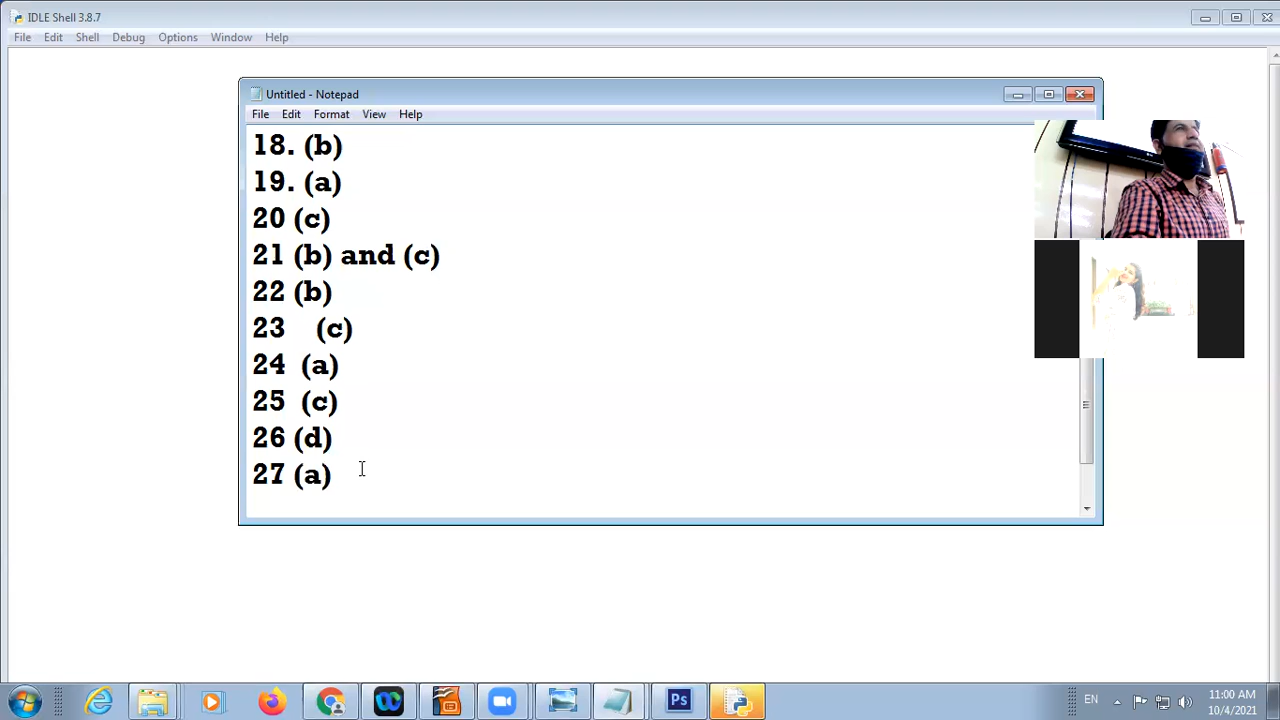 IDLE Shell 3.8.7
File Edit Shell Debug Options Window Help
Untitled - Notepad
File Edit Format View Help
18. (b)
19. (a)
20 (c)
21 (b) and (c)
22 (b)
23 (c)
24 (a)
25 (c)
26 (d)
27 (a)
Ps
EN
11:00 AM
10/4/2021